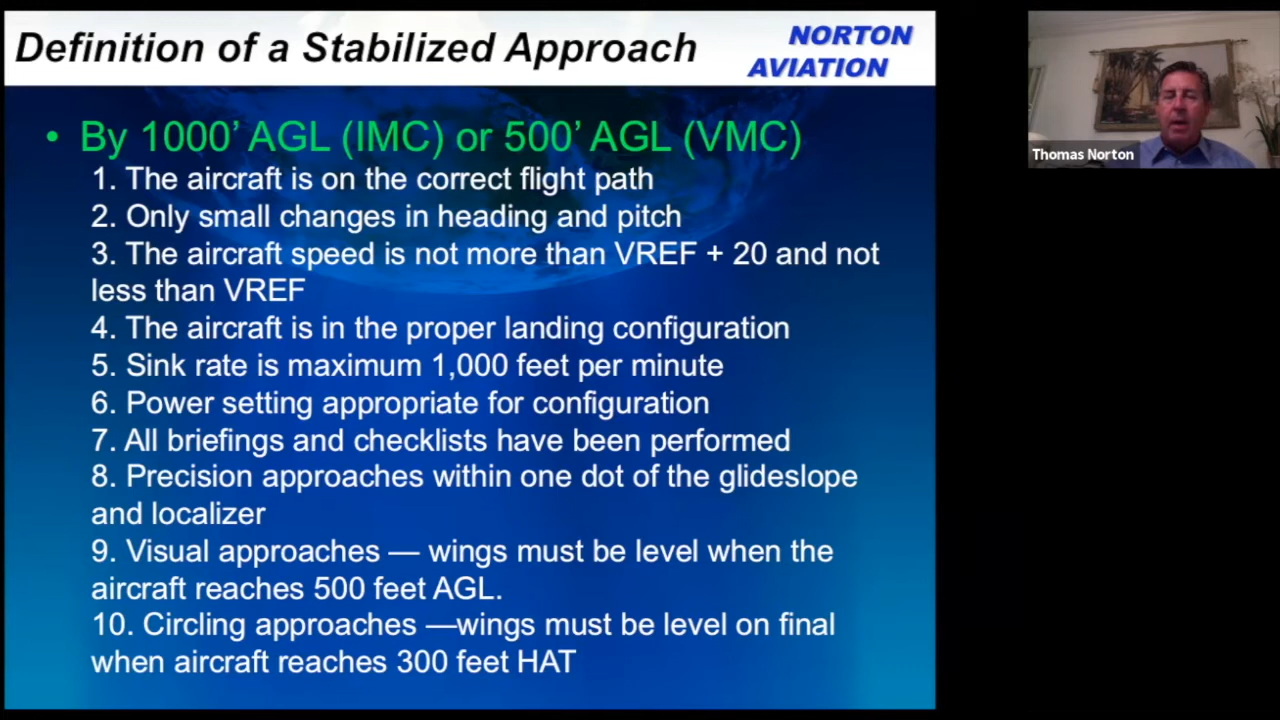 Definition of a Stabilized Approach
NORTON
AVIATION
• By 1000’ AGL (IMC) or 500’ AGL (VMC)
1. The aircraft is on the correct flight path
2. Only small changes in heading and pitch
3. The aircraft speed is not more than VREF + 20 and not
less than VREF
4. The aircraft is in the proper landing configuration
5. Sink rate is maximum 1,000 feet per minute
6. Power setting appropriate for configuration
7. All briefings and checklists have been performed
8. Precision approaches within one dot of the glideslope
and localizer
9. Visual approaches — wings must be level when the
aircraft reaches 500 feet AGL.
10. Circling approaches —wings must be level on final
when aircraft reaches 300 feet HAT
Thomas Norton